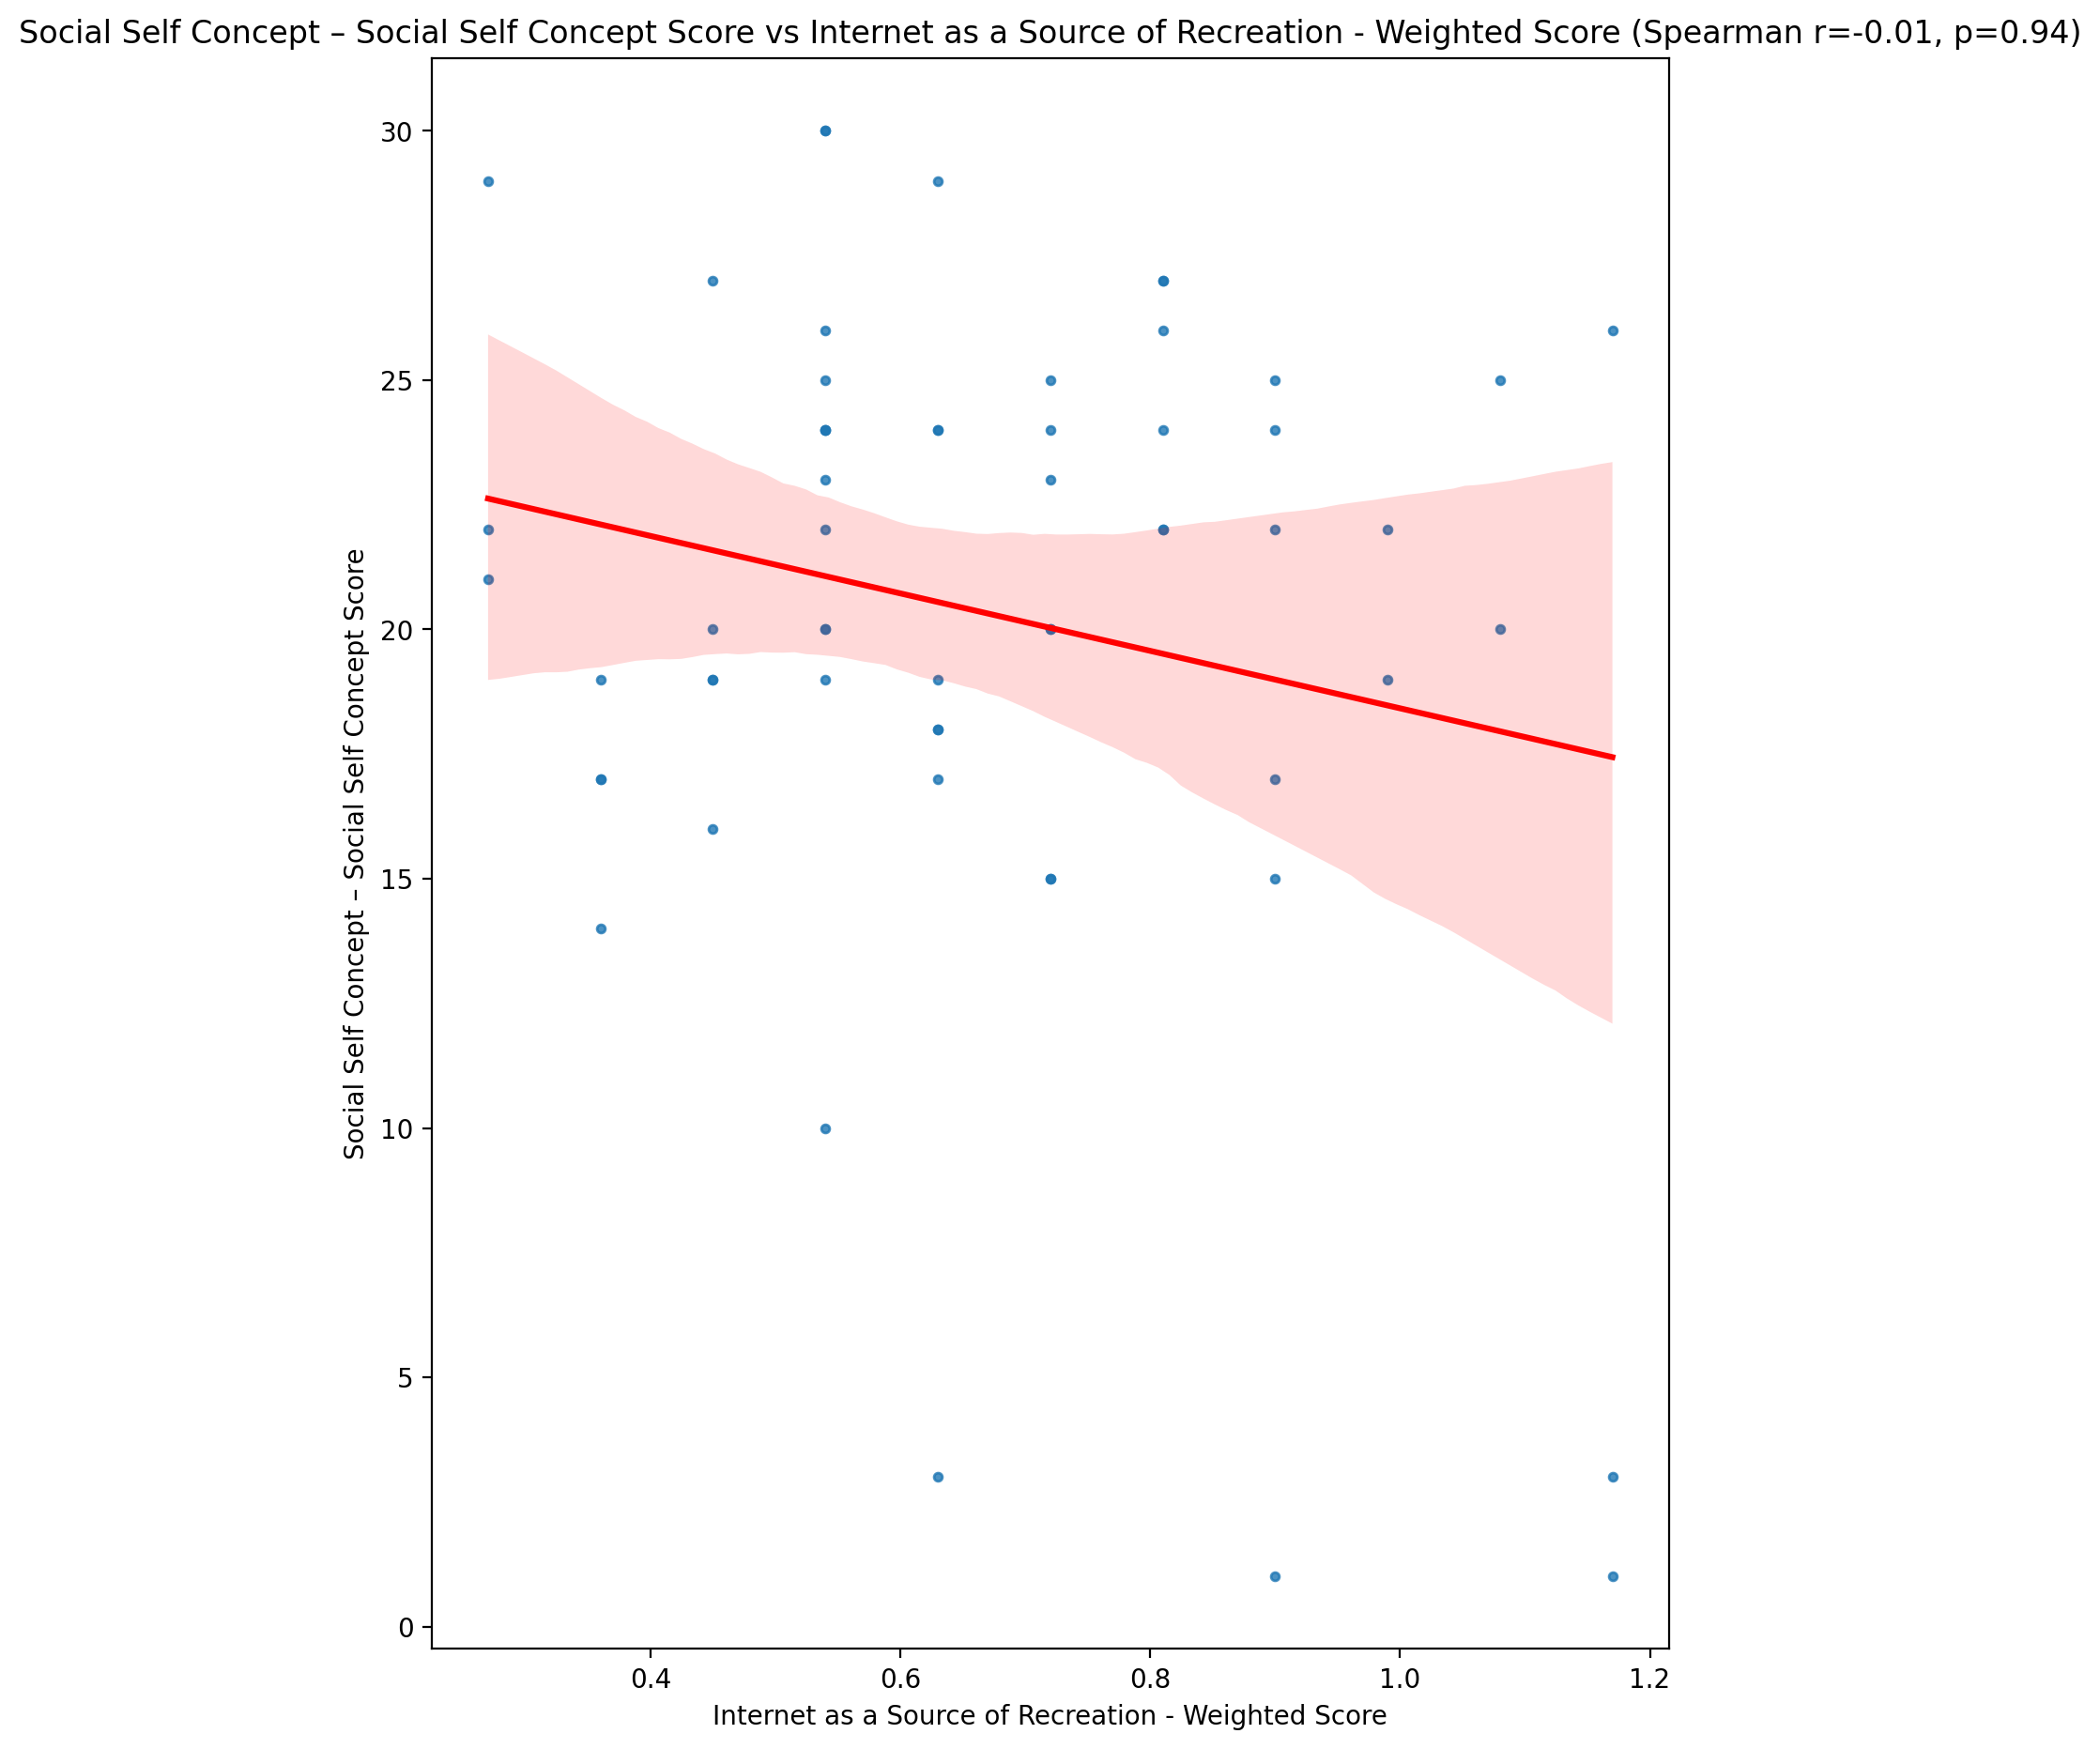 Social Self Concept – Social Self Concept Score vs Internet as a Source of Recreation - Weighted Score (Spearman r=-0.01, p=0.94)
Social Self Concept – Social Self Concept Score
30
25
20
15
10
5
0
0.4 0.6 0.8 1.0 1.2
Internet as a Source of Recreation - Weighted Score